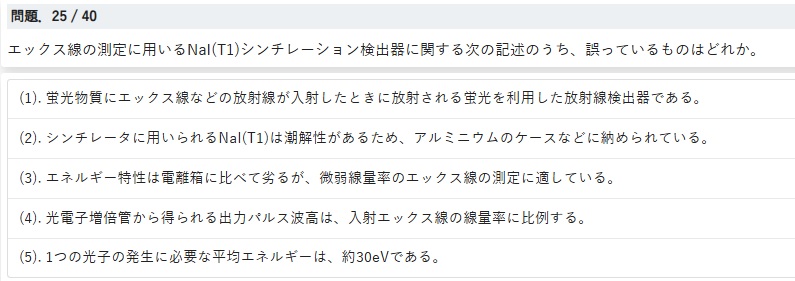 問題. 25 / 40
エックス線の測定に用いるNaI(T1)シンチレーション検出器に関する次の記述のうち、誤っているものはどれか。
(1). 蛍光物質にエックス線などの放射線が入射したときに放射される蛍光を利用した放射線検出器である。
(2). シンチレータに用いられるNaI(T1)は潮解性があるため、アルミニウムのケースなどに納められている。
(3). エネルギー特性は電離箱に比べて劣るが、微弱線量率のエックス線の測定に適している。
(4). 光電子増倍管から得られる出力パルス波高は、入射エックス線の線量率に比例する。
(5). 1つの光子の発生に必要な平均エネルギーは、約30eVである。